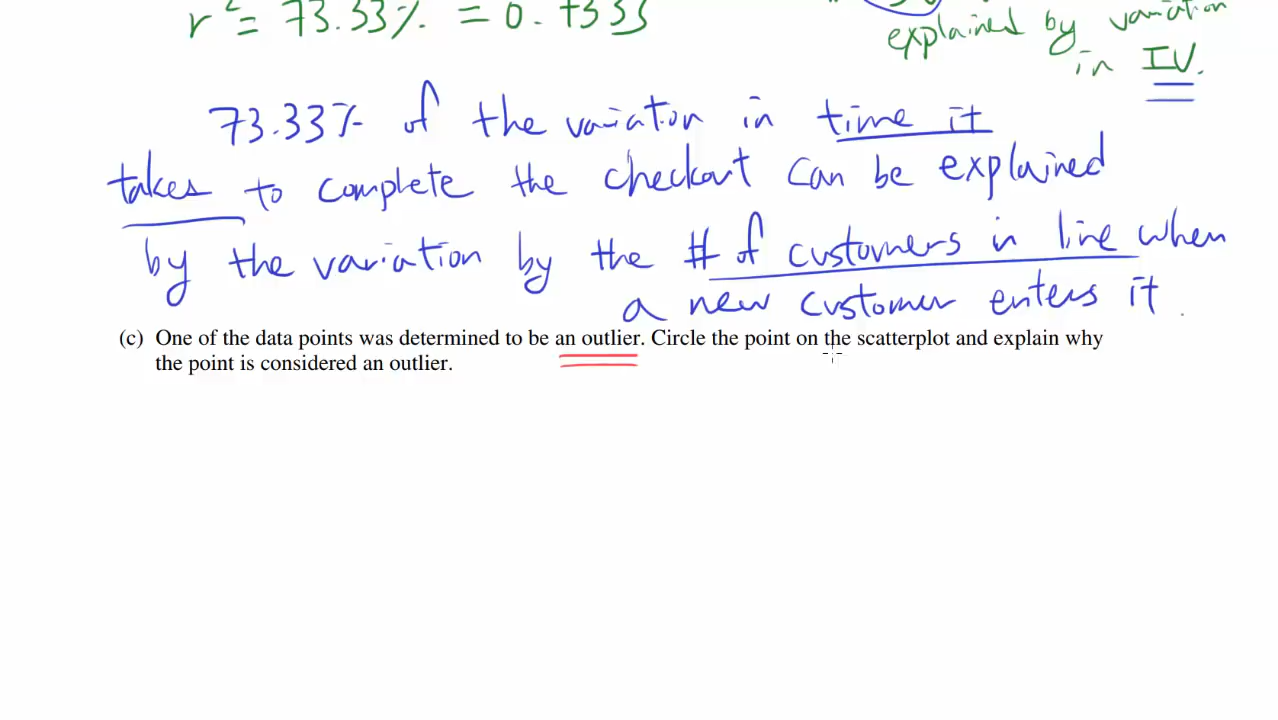 r² = 73.33% = 0.7333
explained by variation
in IV.
73.33% of the variation in time it
takes to complete the checkout can be explained
by the variation by the # of customers in line when
a new customer enters it.
(c) One of the data points was determined to be an outlier. Circle the point on the scatterplot and explain why
the point is considered an outlier.